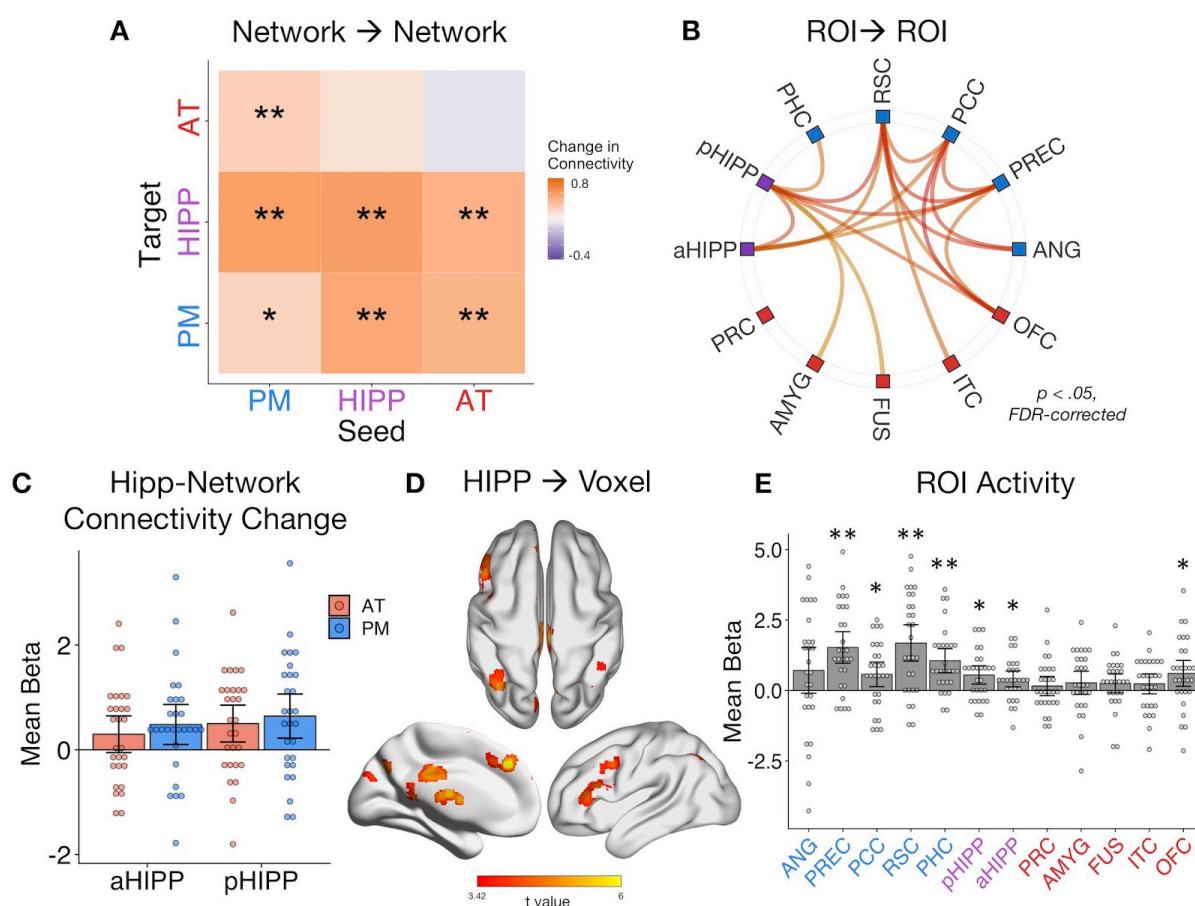 A
Network → Network
Target
AT
HIPP
PM
**
** ** **
* ** **
PM HIPP AT
Seed
Change in
Connectivity
0.8
-0.4
B
ROI→ ROI
RSC
PCC
PREC
ANG
OFC
ITC
FUS
AMYG
PRC
aHIPP
pHIPP
PHC
p < .05,
FDR-corrected
C
Hipp-Network
Connectivity Change
Mean Beta
2
0
-2
AT
PM
aHIPP pHIPP
D
HIPP → Voxel
3.42 6
t value
E
ROI Activity
Mean Beta
5.0
2.5
0.0
-2.5
** * ** ** * * *
ANG PREC PCC RSC PHC pHIPP aHIPP PRC AMYG FUS ITC OFC